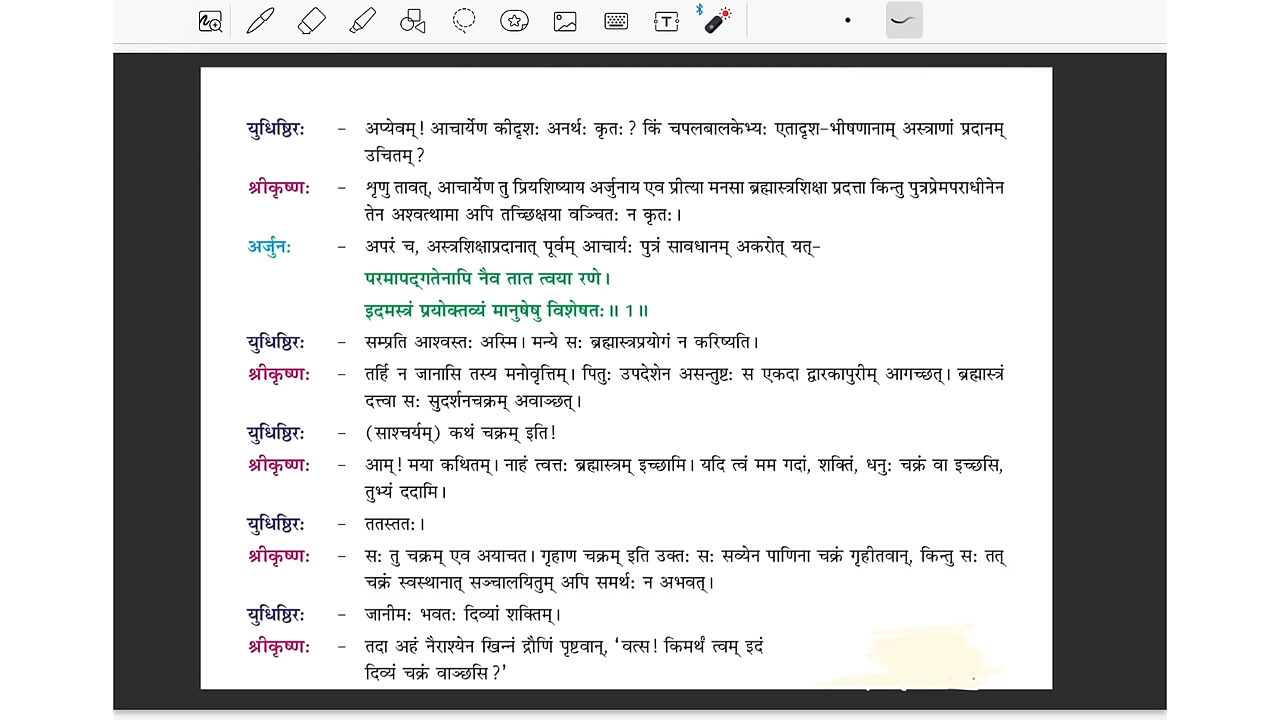 युधिष्ठिर: – अप्येवम्! आचार्येण कीदृश: अनर्थ: कृत: ? किं चपलबालकेभ्य: एतादृश-भीषणानाम् अस्त्राणां प्रदानम्
उचितम् ?
श्रीकृष्ण: – शृणु तावत्, आचार्येण तु प्रियशिष्याय अर्जुनाय एव प्रीत्या मनसा ब्रह्मास्त्रशिक्षा प्रदत्ता किन्तु पुत्रप्रेमपराधीनेन
तेन अश्वत्थामा अपि तच्छिक्षया वञ्चित: न कृत: ।
अर्जुन: – अपरं च, अस्त्रशिक्षाप्रदानात् पूर्वम् आचार्य: पुत्रं सावधानम् अकरोत् यत्–
परमापद्गतेनापि नैव तात त्वया रणे ।
इदमस्त्रं प्रयोक्तव्यं मानुषेषु विशेषत: ॥ 1 ॥
युधिष्ठिर: – सम्प्रति आश्वस्त: अस्मि । मन्ये स: ब्रह्मास्त्रप्रयोगं न करिष्यति ।
श्रीकृष्ण: – तर्हि न जानासि तस्य मनोवृत्तिम् । पितु: उपदेशेन असन्तुष्ट: स एकदा द्वारकापुरीम् आगच्छत् । ब्रह्मास्त्रं
दत्त्वा स: सुदर्शनचक्रम् अवाञ्छत् ।
युधिष्ठिर: – (साश्चर्यम्) कथं चक्रम् इति !
श्रीकृष्ण: – आम्! मया कथितम् । नाहं त्वत्त: ब्रह्मास्त्रम् इच्छामि । यदि त्वं मम गदां, शक्तिं, धनु: चक्रं वा इच्छसि,
तुभ्यं ददामि ।
युधिष्ठिर: – ततस्तत: ।
श्रीकृष्ण: – स: तु चक्रम् एव अयाचत । गृहाण चक्रम् इति उक्त: स: सव्येन पाणिना चक्रं गृहीतवान्, किन्तु स: तत्
चक्रं स्वस्थानात् सञ्चालयितुम् अपि समर्थ: न अभवत् ।
युधिष्ठिर: – जानीम: भवत: दिव्यां शक्तिम् ।
श्रीकृष्ण: – तदा अहं नैराश्येन खिन्नं द्रौणिं पृष्टवान्, ‘वत्स! किमर्थं त्वम् इदं
दिव्यं चक्रं वाञ्छसि ?’